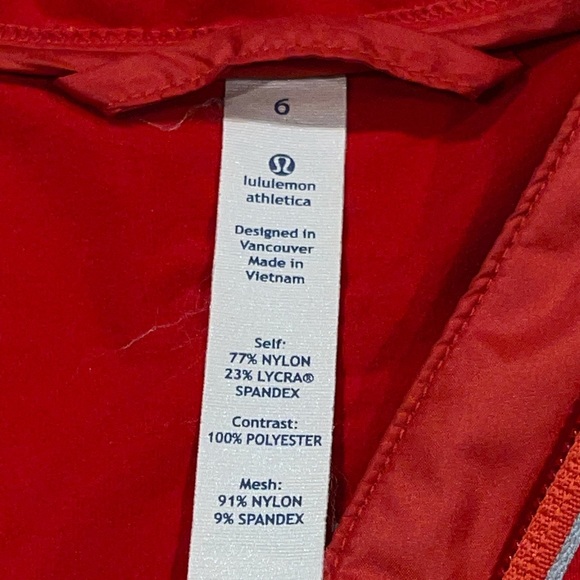 6
lululemon
athletica
Designed in
Vancouver
Made in
Vietnam
Self:
77% NYLON
23% LYCRA®
SPANDEX
Contrast:
100% POLYESTER
Mesh:
91% NYLON
9% SPANDEX